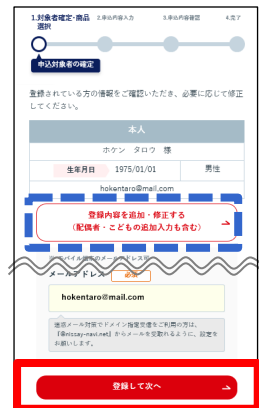 1.対象者確定・商品選択 2.申込内容入力 3.申込内容確認 4.完了
申込対象者の確定
登録されている方の情報をご確認いただき、必要に応じて修正
してください。
本人
ホケン タロウ 様
生年月日 1975/01/01 男性
hokentaro@mail.com
登録内容を追加・修正する
(配偶者・こどもの追加入力も含む)
メールアドレス 必須
hokentaro@mail.com
迷惑メール対策でドメイン指定受信をご利用の方は、
『@nissay-navi.net』からメールを受取れるように、設定を
お願いします。
登録して次へ